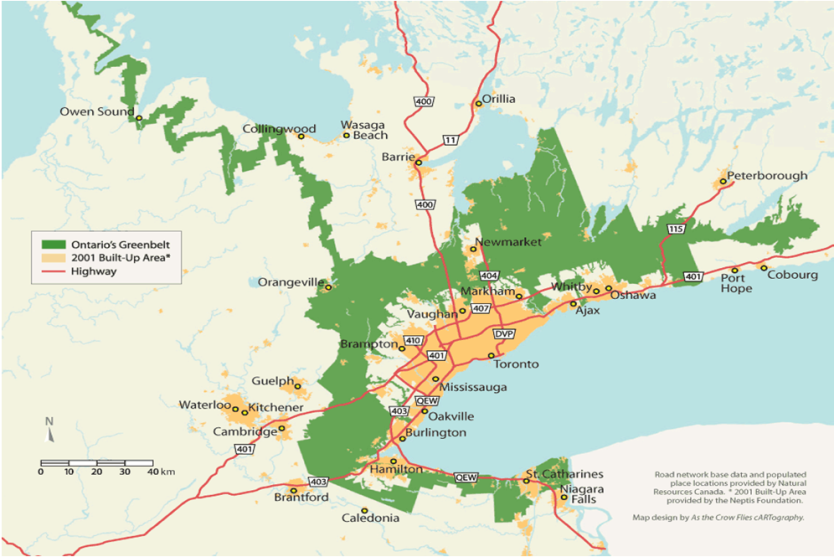 400
Orillia
Owen Sound
Collingwood
Wasaga
Beach
11
Barrie
Peterborough
400
115
Ontario's Greenbelt
2001 Built-Up Area*
Highway
Newmarket
404
401
Orangeville
Markham
Whitby
Oshawa
Port
Hope
Cobourg
407
Vaughan
Ajax
DVP
Brampton
410
401
Toronto
Guelph
Mississauga
Waterloo
Kitchener
403
QEW
Oakville
Cambridge
Burlington
N
401
0 10 20 30 40 km
Hamilton
403
QEW
St. Catharines
Brantford
Niagara
Falls
Caledonia
Road network base data and populated
place locations provided by Natural
Resources Canada. * 2001 Built-Up Area
provided by the Neptis Foundation.
Map design by As the Crow Flies cARTography.